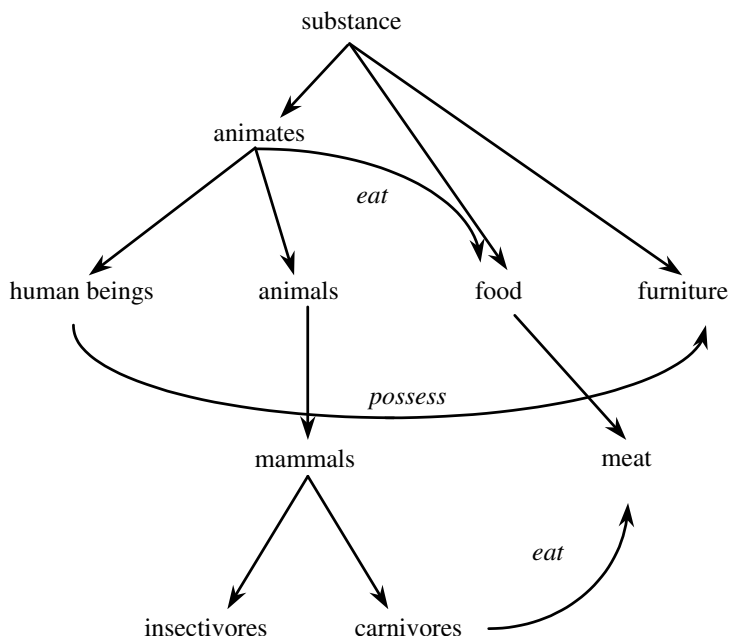 substance
animates
eat
human beings animals food furniture
possess
mammals meat
eat
insectivores carnivores